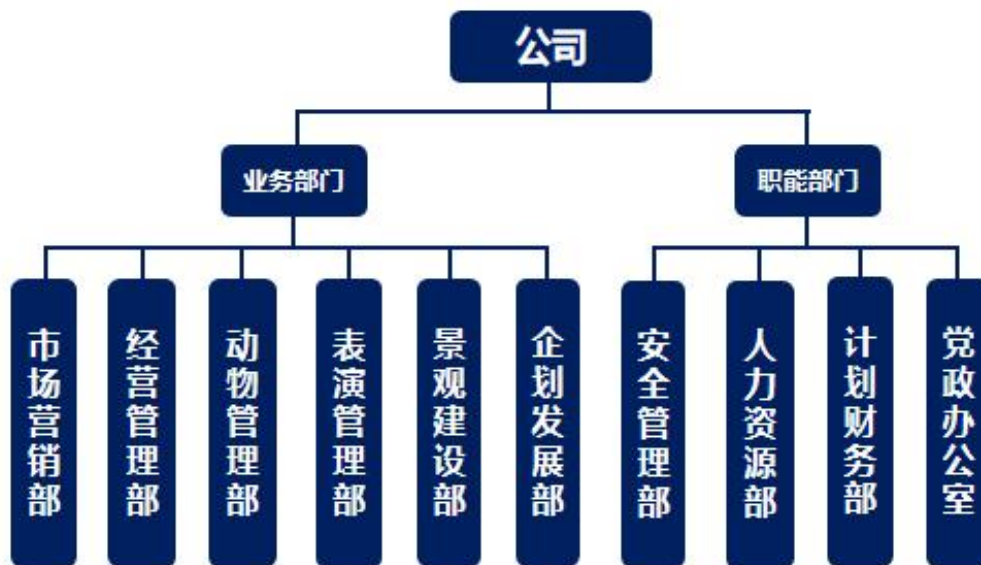 公司
业务部门
职能部门
市场营销部
经营管理部
动物管理部
表演管理部
景观建设部
企划发展部
安全管理部
人力资源部
计划财务部
党政办公室